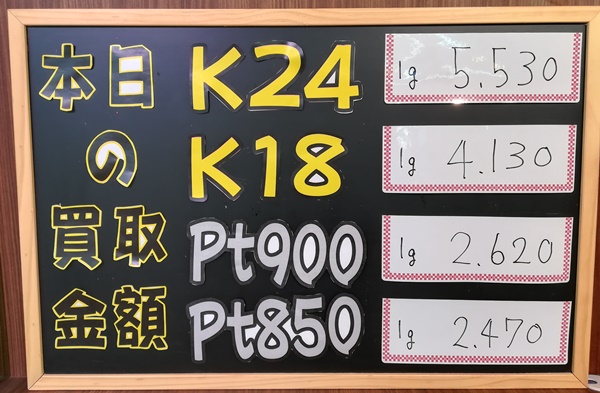 本日
の
買取
金額
K24 1g 5.530
K18 1g 4.130
Pt900 1g 2.620
Pt850 1g 2.470